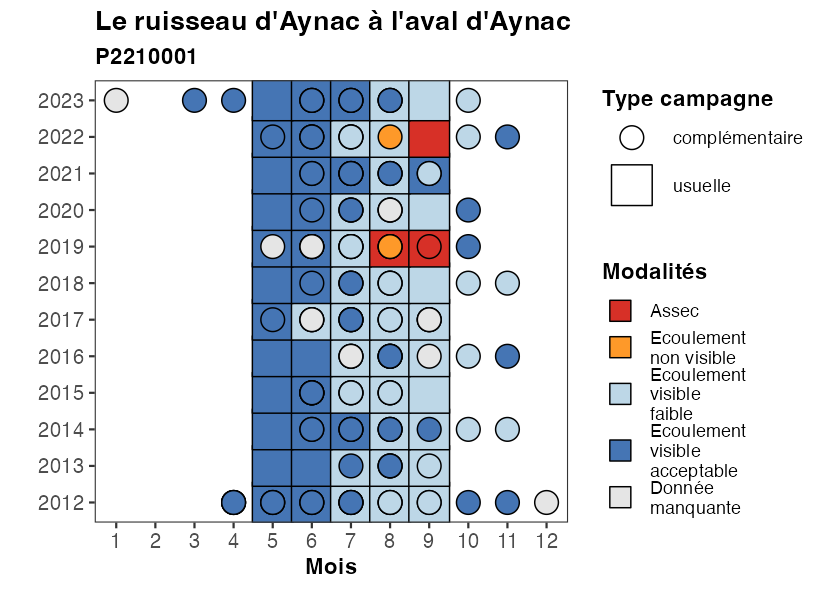 Le ruisseau d'Aynac à l'aval d'Aynac
P2210001
2023
2022
2021
2020
2019
2018
2017
2016
2015
2014
2013
2012
1 2 3 4 5 6 7 8 9 10 11 12
Mois
Type campagne
complémentaire
usuelle
Modalités
Assec
Ecoulement
non visible
Ecoulement
visible
faible
Ecoulement
visible
acceptable
Donnée
manquante